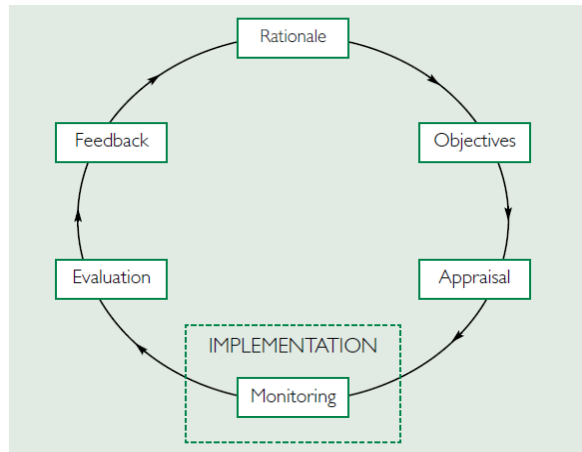 Rationale
Feedback
Objectives
Evaluation
Appraisal
IMPLEMENTATION
Monitoring